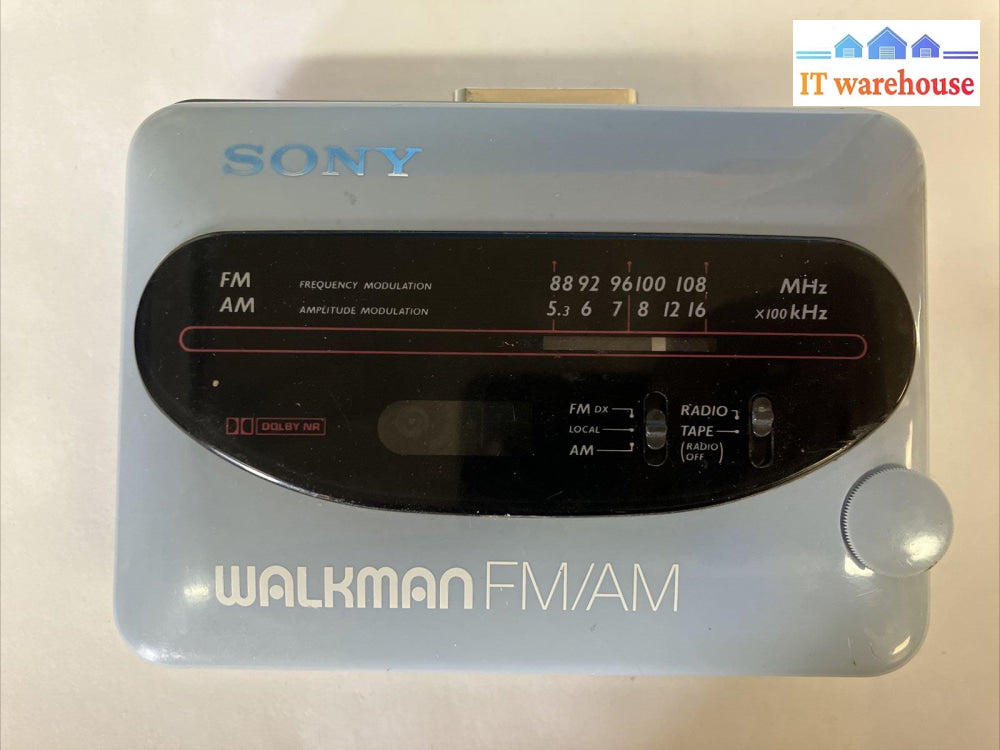 IT warehouse
SONY
FM FREQUENCY MODULATION 88 92 96 100 108 MHz
AM AMPLITUDE MODULATION 5.3 6 7 8 12 16 X100 kHz
DOLBY NR
FM DX
LOCAL
AM
RADIO
TAPE
(RADIO OFF)
WALKMAN FM/AM